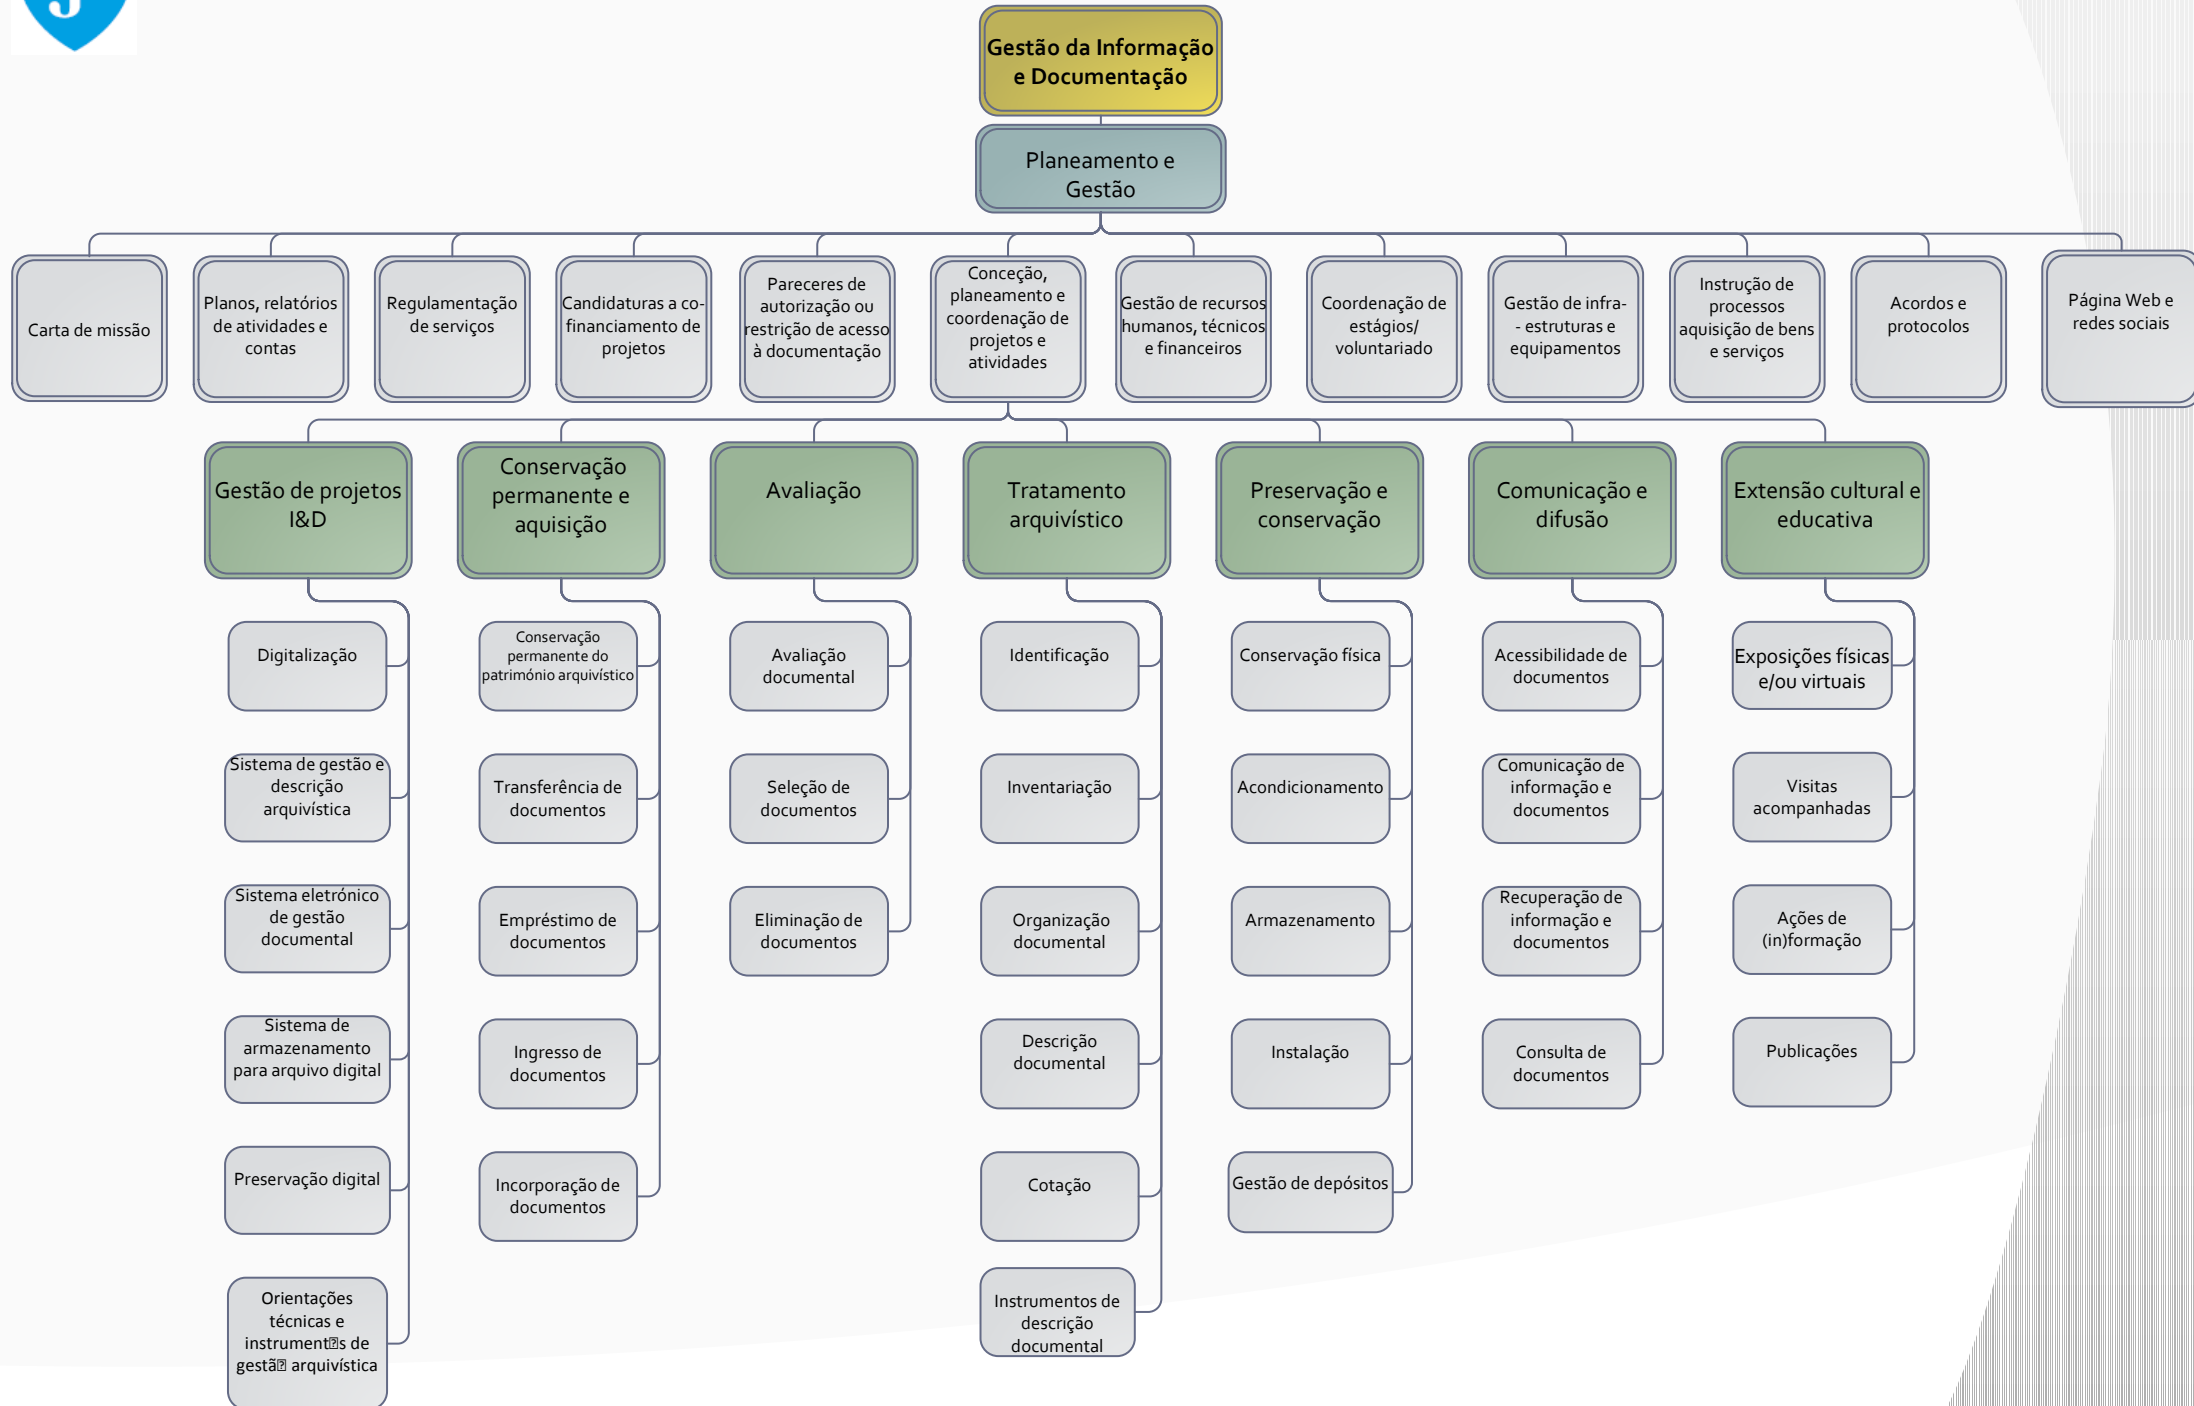 Gestão da Informação
e Documentação
Planeamento e
Gestão
Carta de missão
Planos, relatórios
de atividades e
contas
Regulamentação
de serviços
Candidaturas a co-
financiamento de
projetos
Pareceres de
autorização ou
restrição de acesso
à documentação
Conceção,
planeamento e
coordenação de
projetos e
atividades
Gestão de recursos
humanos, técnicos
e financeiros
Coordenação de
estágios/
voluntariado
Gestão de infra-
- estruturas e
equipamentos
Instrução de
processos
aquisição de bens
e serviços
Acordos e
protocolos
Página Web e
redes sociais
Gestão de projetos
I&D
Conservação
permanente e
aquisição
Avaliação
Tratamento
arquivístico
Preservação e
conservação
Comunicação e
difusão
Extensão cultural e
educativa
Digitalização
Sistema de gestão e
descrição
arquivística
Sistema eletrónico
de gestão
documental
Sistema de
armazenamento
para arquivo digital
Preservação digital
Orientações
técnicas e
instrument⍰s de
gestã⍰ arquivística
Conservação
permanente do
património arquivístico
Transferência de
documentos
Empréstimo de
documentos
Ingresso de
documentos
Incorporação de
documentos
Avaliação
documental
Seleção de
documentos
Eliminação de
documentos
Identificação
Inventariação
Organização
documental
Descrição
documental
Cotação
Instrumentos de
descrição
documental
Conservação física
Acondicionamento
Armazenamento
Instalação
Gestão de depósitos
Acessibilidade de
documentos
Comunicação de
informação e
documentos
Recuperação de
informação e
documentos
Consulta de
documentos
Exposições físicas
e/ou virtuais
Visitas
acompanhadas
Ações de
(in)formação
Publicações